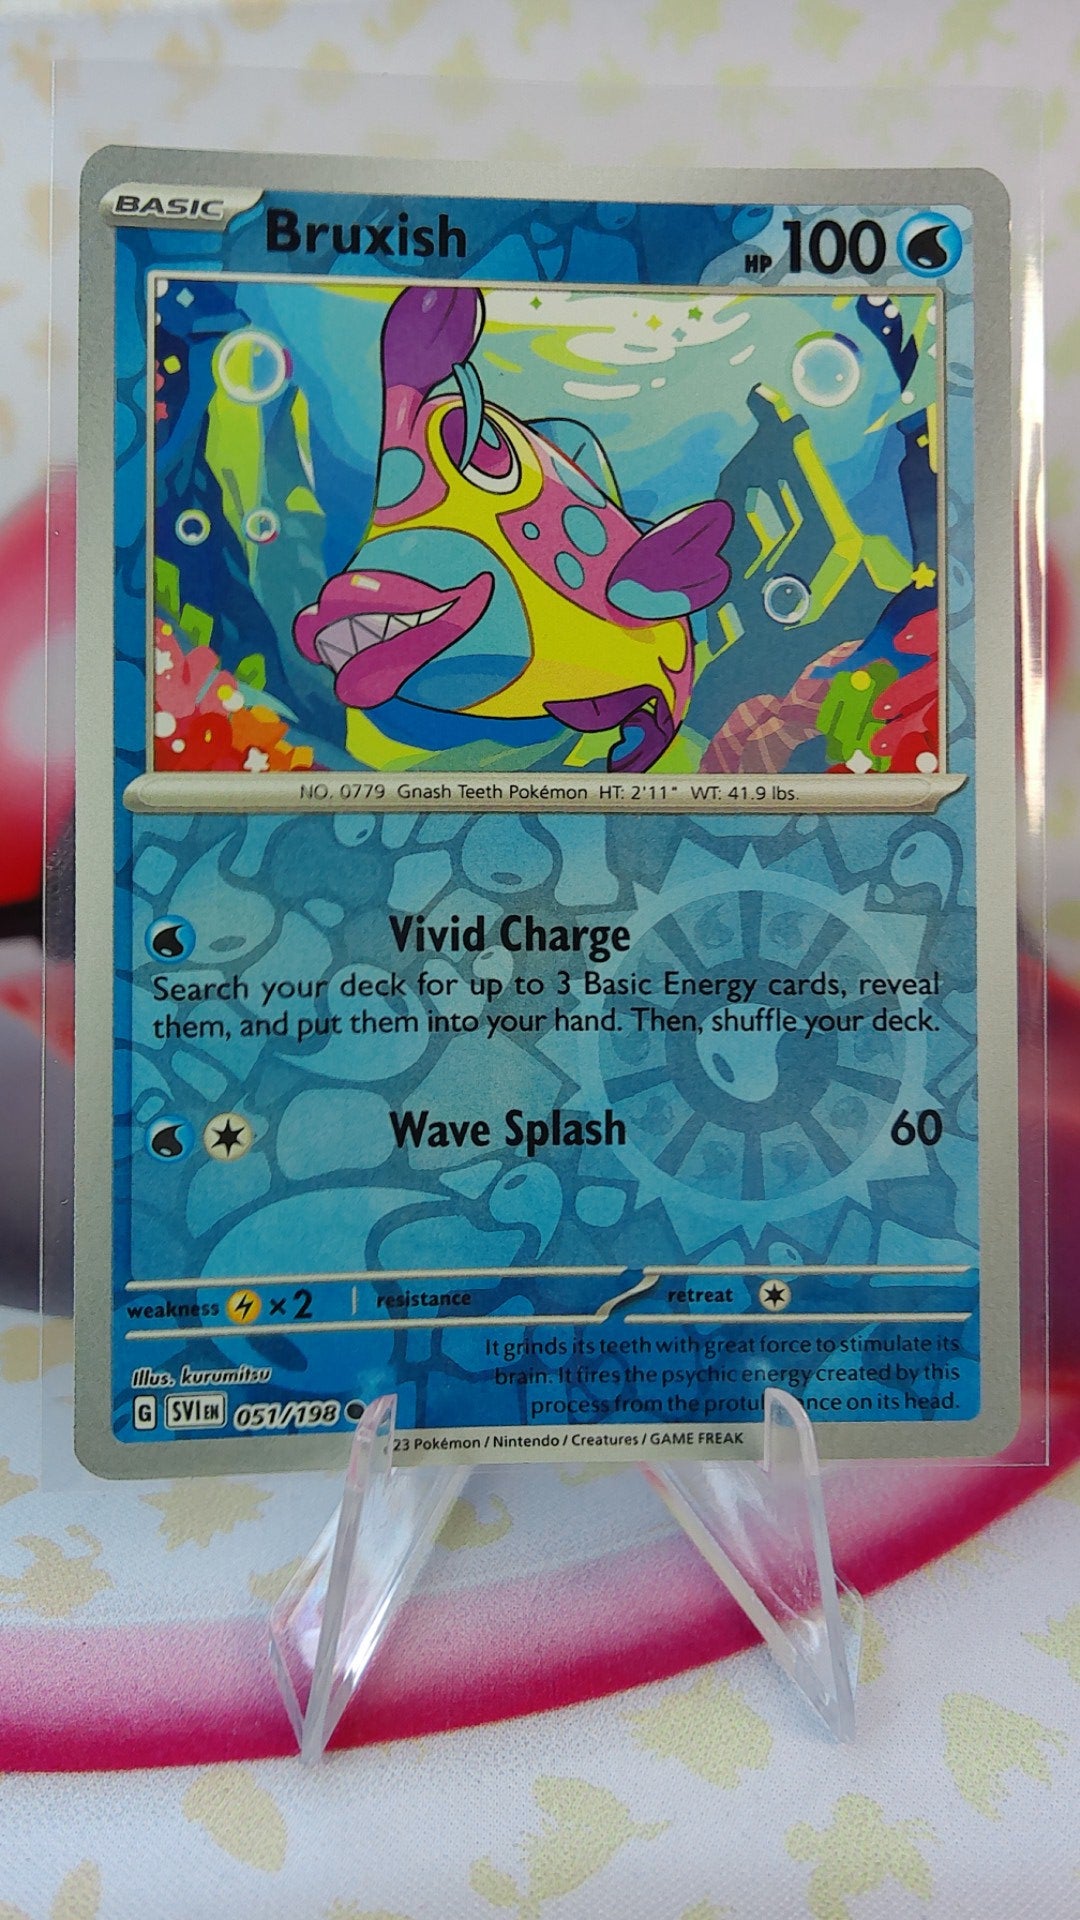 BASIC
Bruxish
HP 100
NO. 0779 Gnash Teeth Pokémon HT: 2'11" WT: 41.9 lbs.
Vivid Charge
Search your deck for up to 3 Basic Energy cards, reveal
them, and put them into your hand. Then, shuffle your deck.
Wave Splash 60
weakness ×2 resistance retreat
It grinds its teeth with great force to stimulate its
brain. It fires the psychic energy created by this
process from the on its head.
Illus. kurumitsu
G SVI EN 051/198
23 Pokémon / Nintendo / Creatures / GAME FREAK